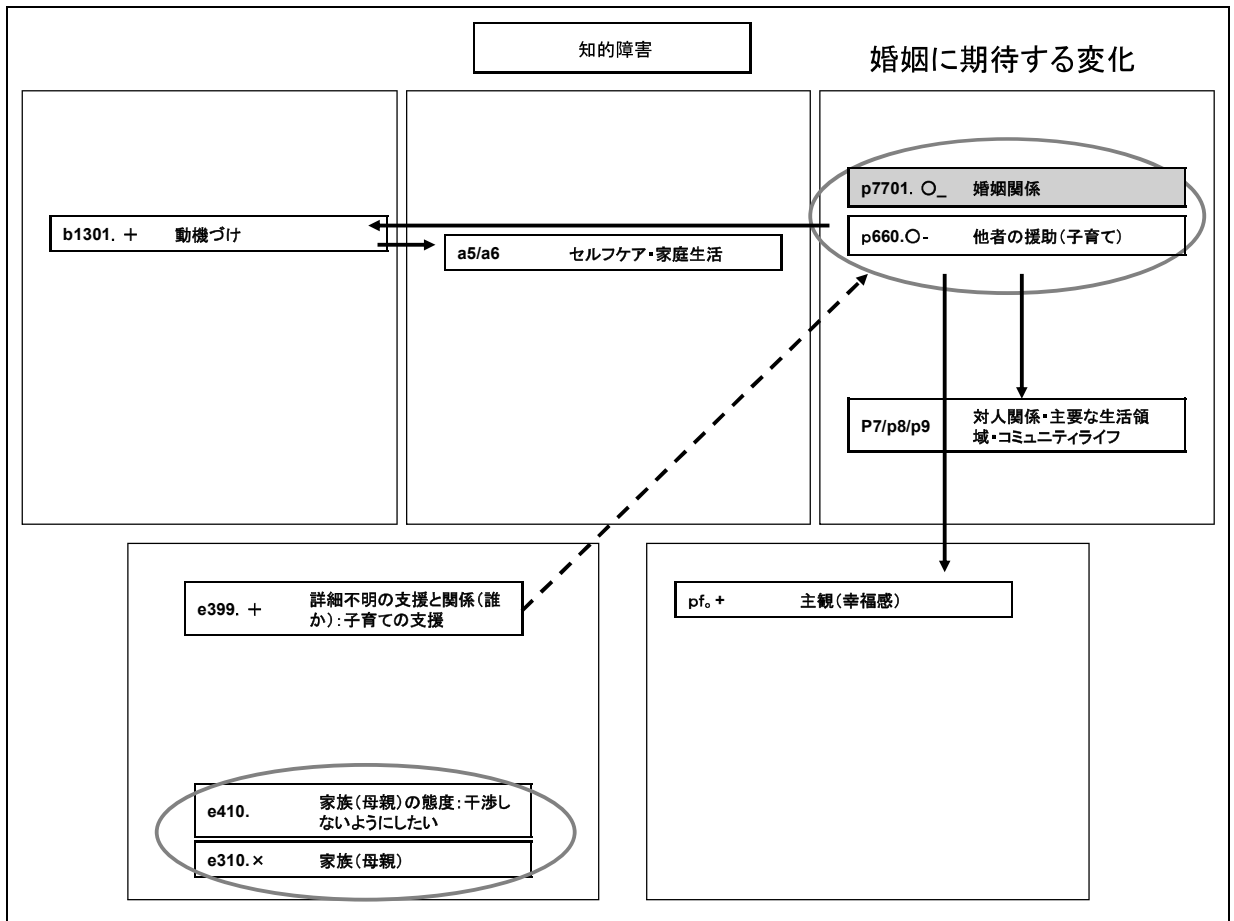 知的障害
婚姻に期待する変化
p7701. ○_ 婚姻関係
b1301. + 動機づけ
p660.○- 他者の援助(子育て)
a5/a6 セルフケア・家庭生活
P7/p8/p9 対人関係・主要な生活領
域・コミュニティライフ
e399. + 詳細不明の支援と関係(誰
か):子育ての支援
pf。+ 主観(幸福感)
e410. 家族(母親)の態度:干渉し
ないようにしたい
e310.× 家族(母親)